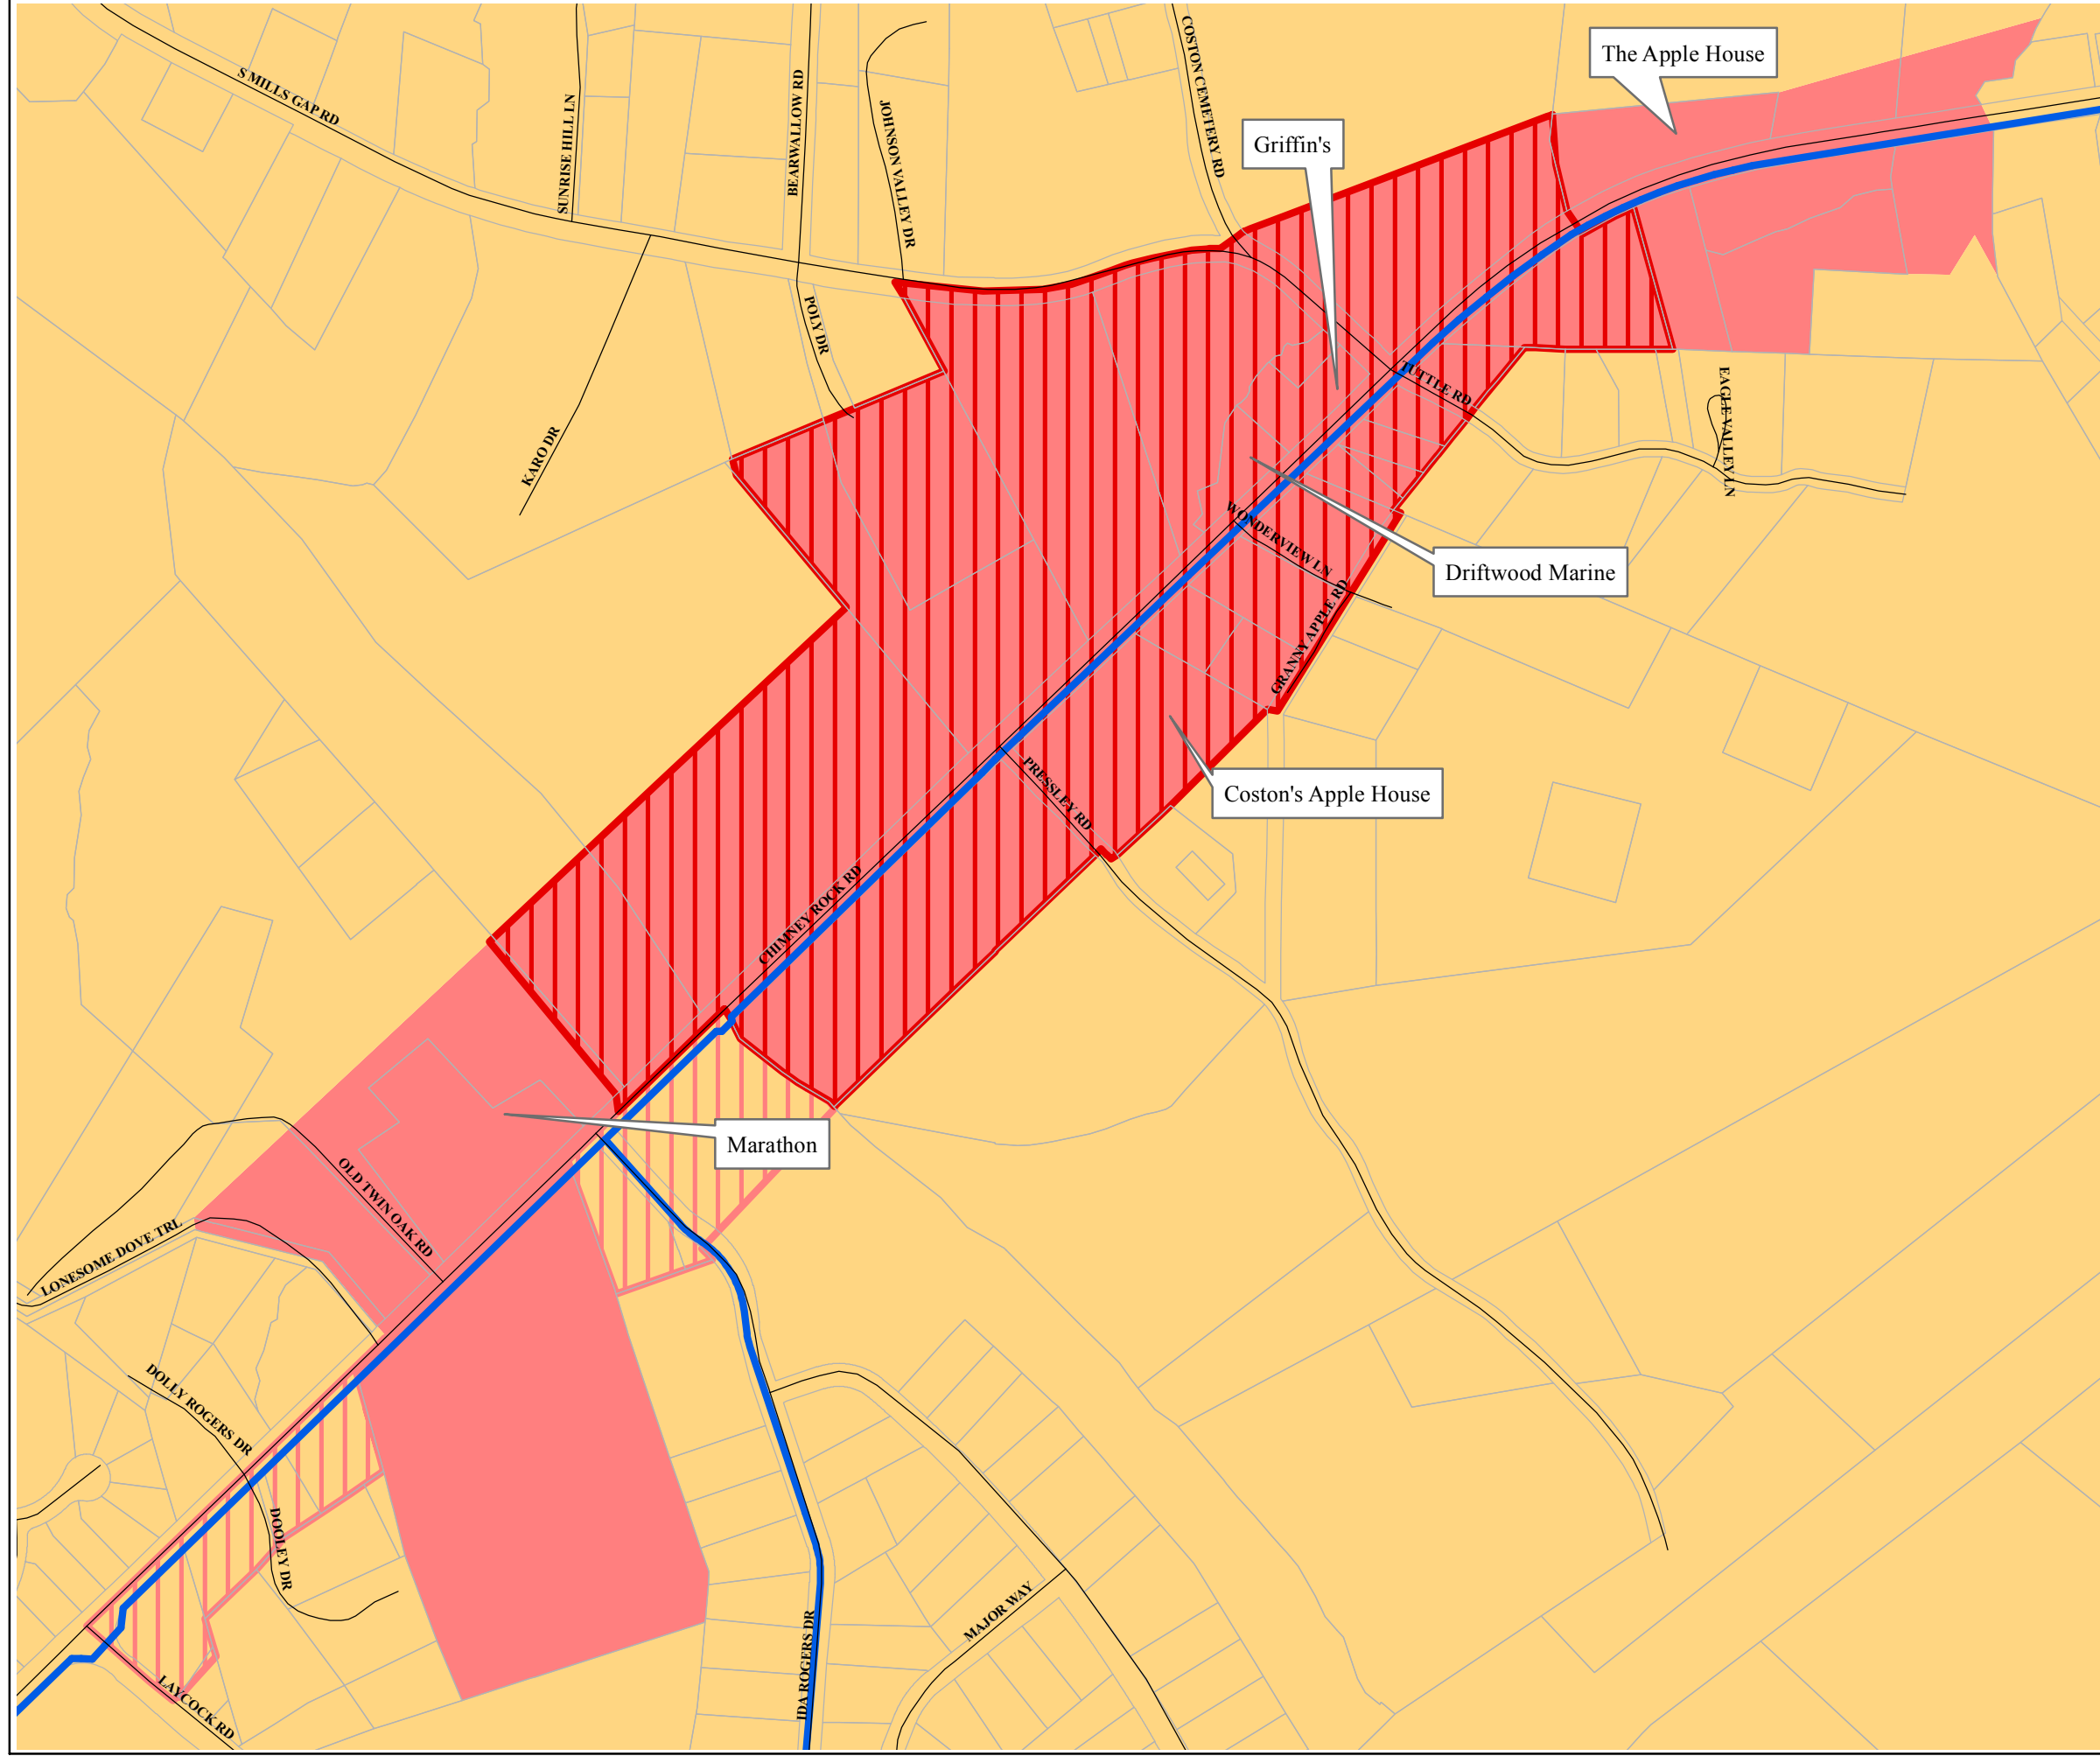 The Apple House
Griffin's
COSTON CEMETERY RD
S MILLS GAP RD
SUNRISE HILL LN
BEARWALLOW RD
JOHNSON VALLEY DR
POLY DR
KARO DR
TUTTLE RD
EAGLE VALLEY LN
WONDERVIEW LN
Driftwood Marine
GRANNY APPLE RD
PRESSLEY RD
Coston's Apple House
CHIMNEY ROCK RD
Marathon
OLD TWIN OAK RD
LONESOME DOVE TRL
DOLLY ROGERS DR
DOOLEY DR
MAJOR WAY
IDA ROGERS DR
LAYCOCK RD